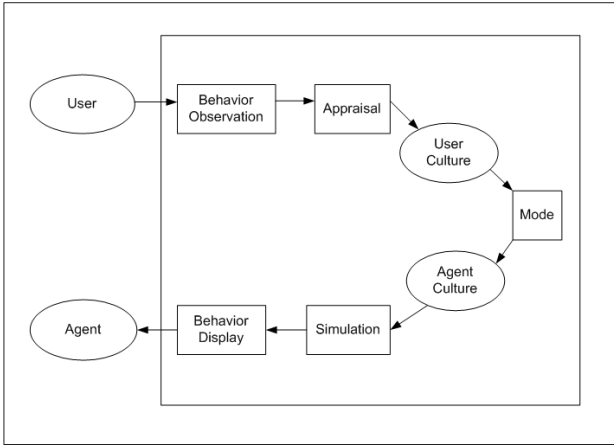 User
Behavior
Observation
Appraisal
User
Culture
Mode
Agent
Culture
Simulation
Behavior
Display
Agent